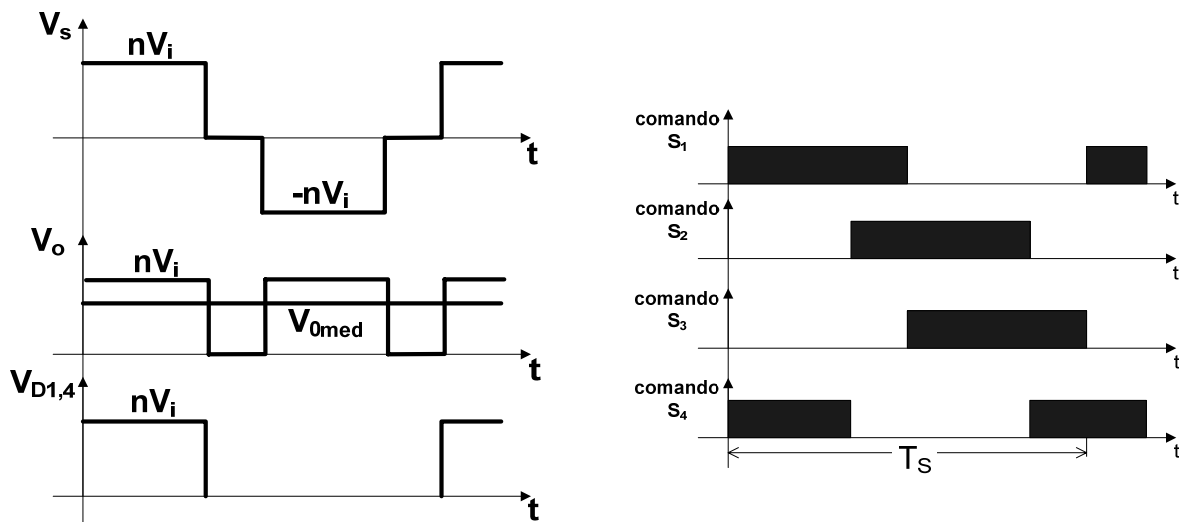 Vs
nVi
t
-nVi
Vo
nVi
V0med
t
VD1,4
nVi
t
comando
S1
t
comando
S2
t
comando
S3
t
comando
S4
t
TS